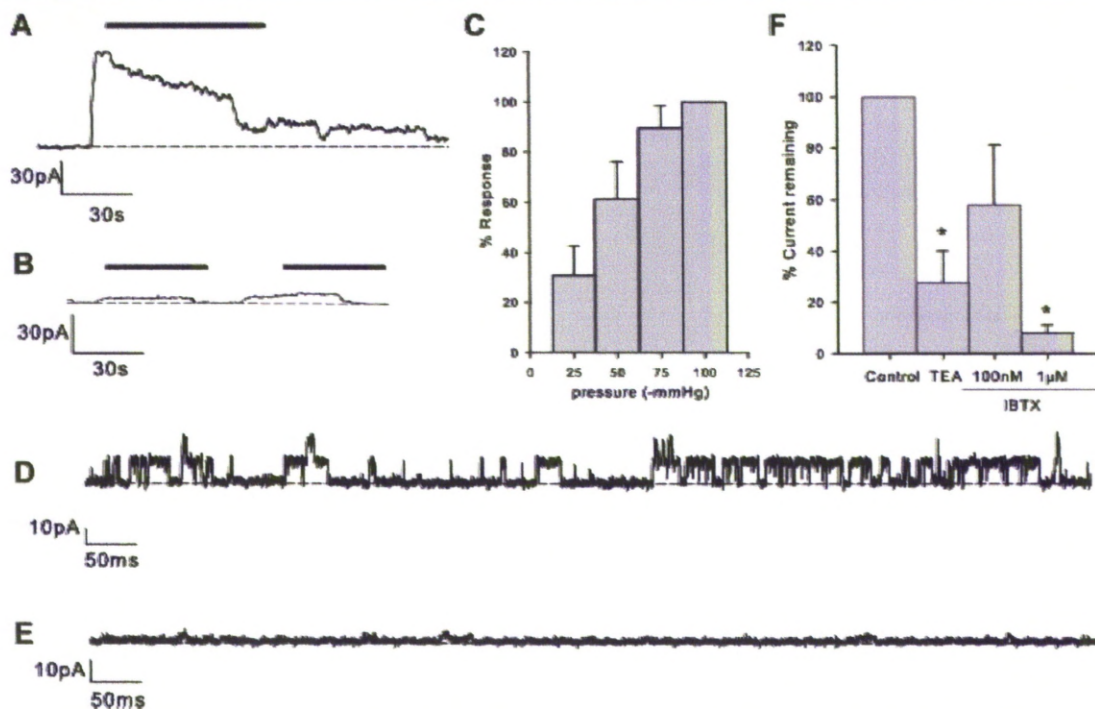 A
30pA
30s
B
30pA
30s
C
120
100
80
60
40
20
0
% Response
0 25 50 75 100 125
pressure (-mmHg)
F
120
100
80
60
40
20
0
% Current remaining
Control TEA 100nM 1µM
IBTX
*
*
D
10pA
50ms
E
10pA
50ms